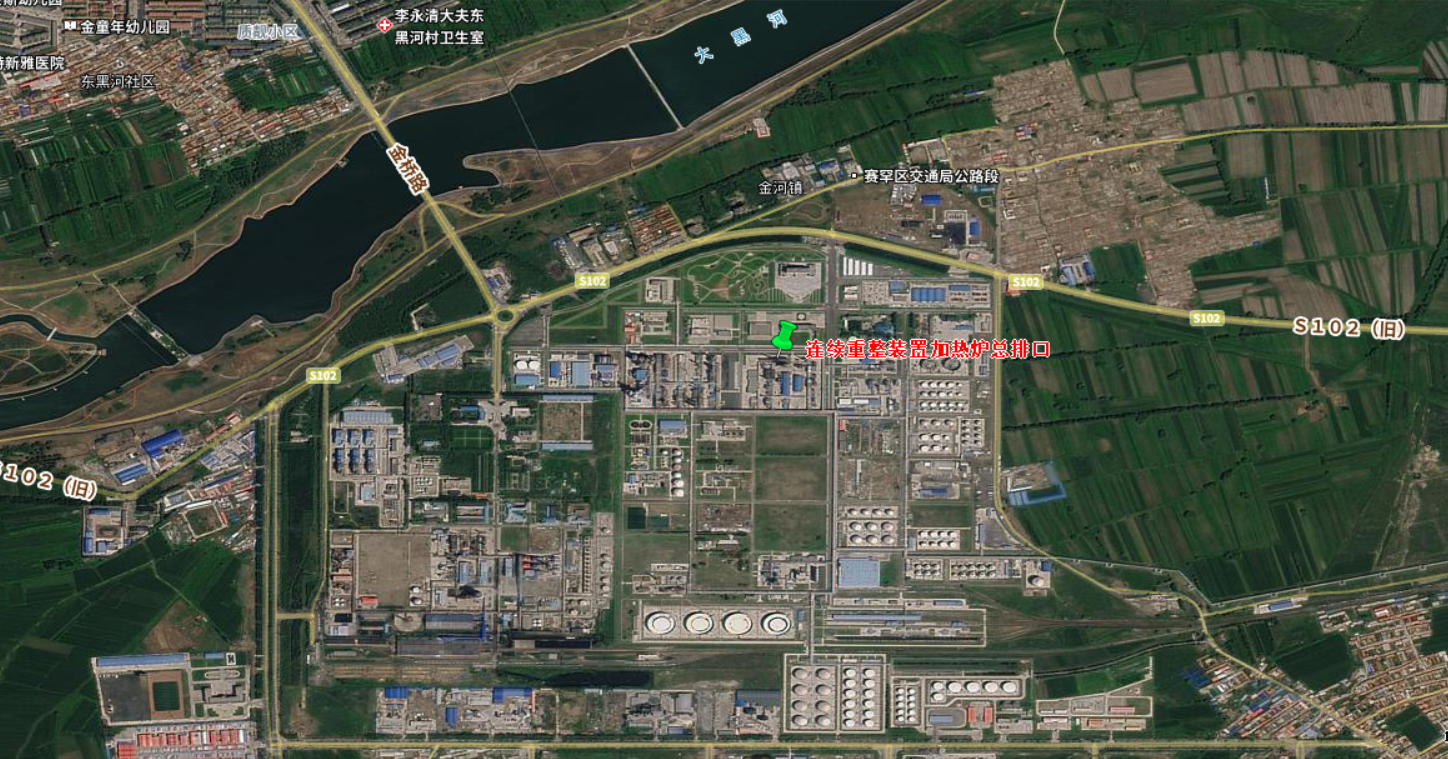 金童年幼儿园
质靓小区
李永清大夫东
黑河村卫生室
大黑河
特新雅医院
东黑河社区
金桥路
金河镇
赛罕区交通局公路段
S102
S102
S102
S102（旧）
连续重整装置加热炉总排口
S102
S102（旧）